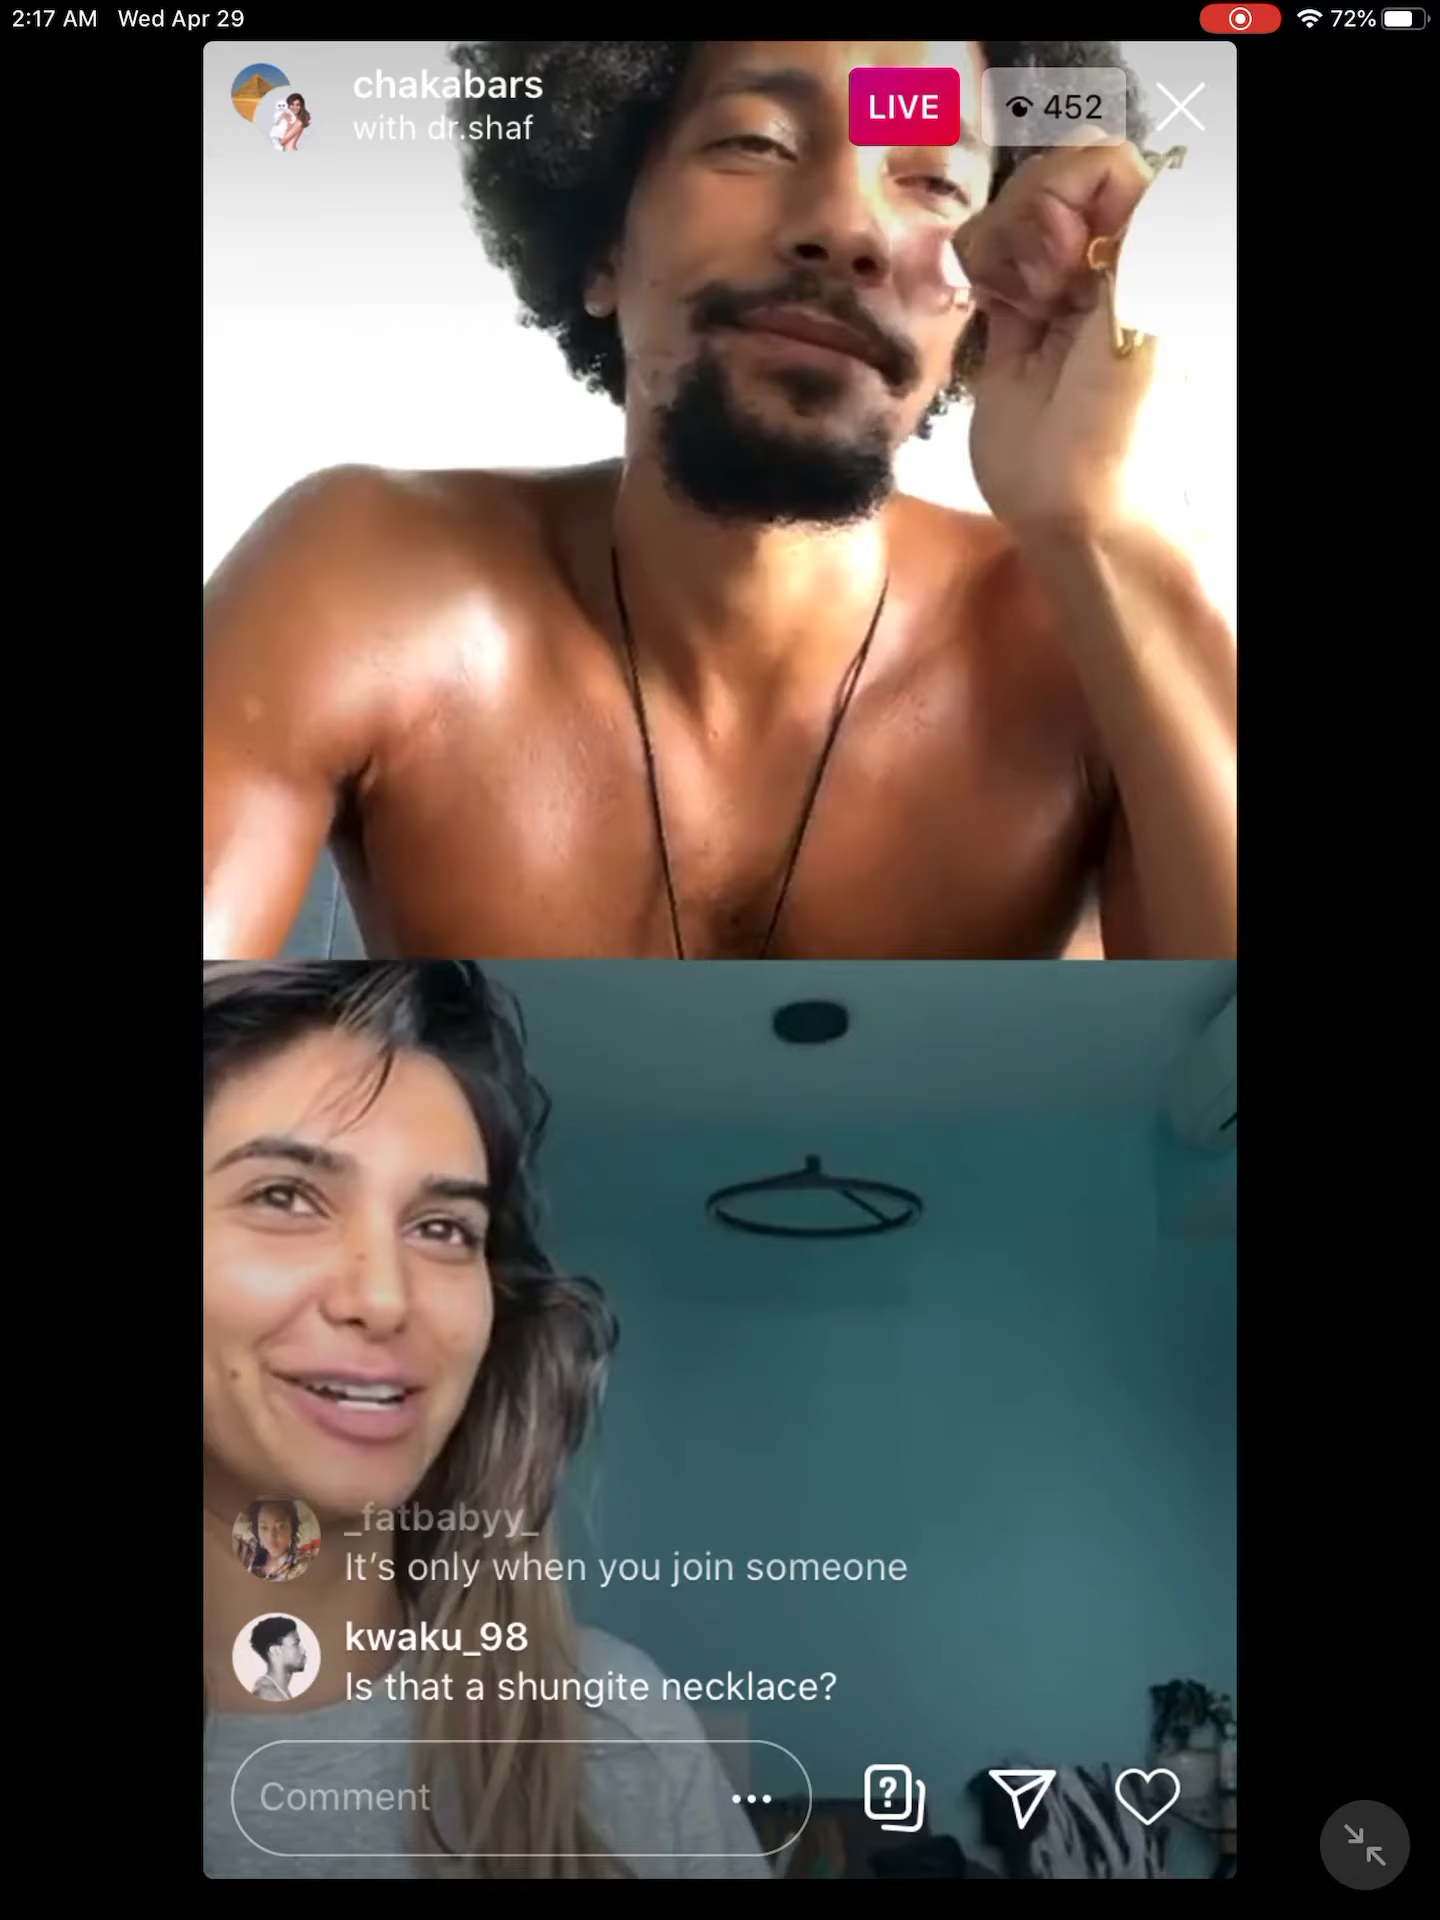 2:17 AM Wed Apr 29
72%
chakabars
with dr.shaf
LIVE
452
_fatbabyy_
It’s only when you join someone
kwaku_98
Is that a shungite necklace?
Comment